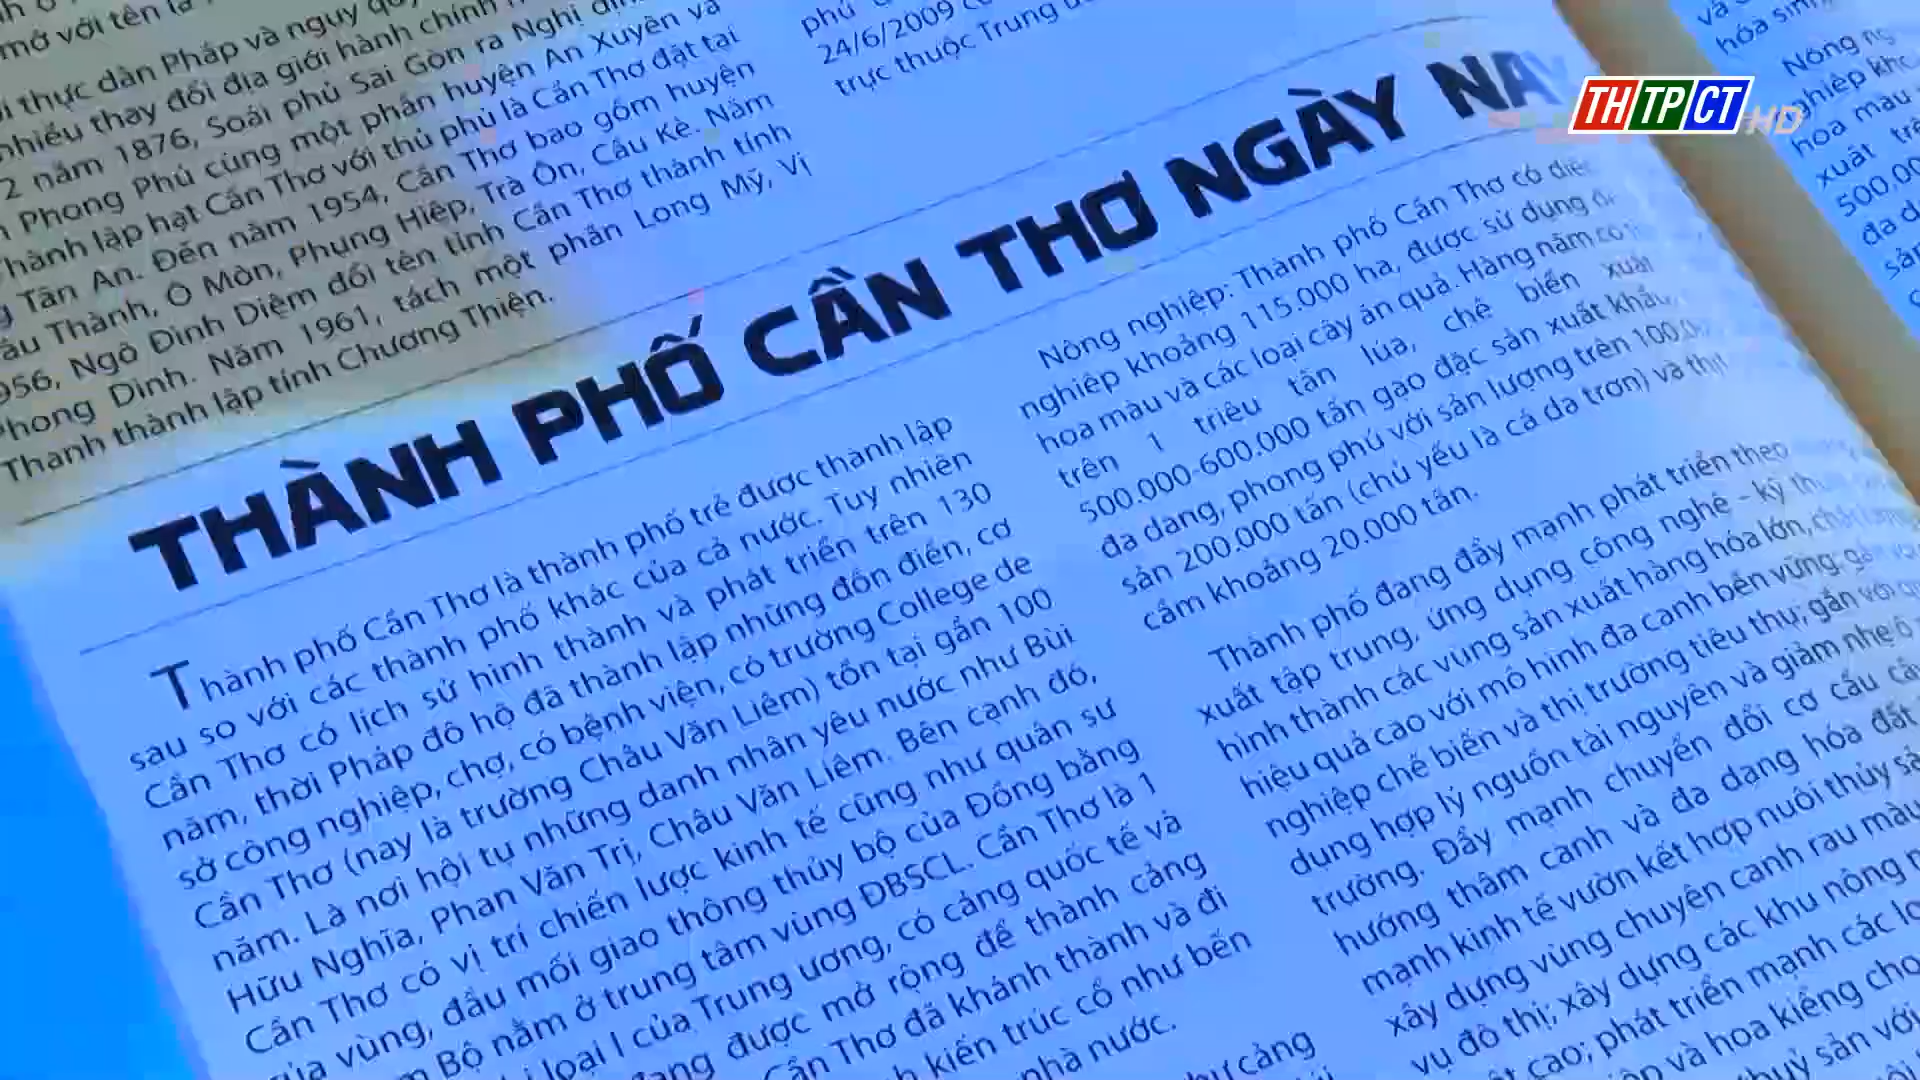 mở với tên là
thực dân Pháp và nguy
nhiều thay đổi địa giới hành chính
2 năm 1876, Soái phủ Sài Gòn ra Nghị
Phong Phú cùng một phần huyện An Xuyên và
thành lập hạt Cần Thơ với thủ phủ là Cần Thơ đặt tại
Tân An. Đến năm 1954, Cần Thơ bao gồm huyện
Thành, Ô Môn, Phụng Hiệp, Trà Ôn, Cầu Kè. Năm
956, Ngô Đình Diệm đổi tên tỉnh Cần Thơ thành tỉnh
Phong Dinh. Năm 1961, tách một phần Long Mỹ, Vị
Thanh thành lập tỉnh Chương Thiện.
24/6/2009
trực thuộc Trung
THÀNH PHỐ CẦN THƠ NGÀY NAY
Thành phố Cần Thơ là thành phố trẻ được thành lập
sau so với các thành phố khác của cả nước. Tuy nhiên
Cần Thơ có lịch sử hình thành và phát triển trên 130
năm, thời Pháp đô hộ đã thành lập những đồn điền, cơ
sở công nghiệp, chợ, có bệnh viện, có trường College de
Cần Thơ (nay là trường Châu Văn Liêm) tồn tại gần 100
năm. Là nơi hội tụ những danh nhân yêu nước như Bùi
Hữu Nghĩa, Phan Văn Trị, Châu Văn Liêm. Bên cạnh đó,
Cần Thơ có vị trí chiến lược kinh tế cũng như quân sự
của vùng, đầu mối giao thông thủy bộ của Đồng bằng
Bộ nằm ở trung tâm vùng ĐBSCL. Cần Thơ là 1
loại I của Trung ương, có cảng quốc tế và
đang được mở rộng để thành cảng
Cần Thơ đã khánh thành và đi
kiến trúc cổ như bến
nhà nước.
như cảng
Nông nghiệp: Thành phố Cần Thơ có
nghiệp khoảng 115.000 ha, được sử dụng
hoa màu và các loại cây ăn quả. Hàng năm có
trên 1 triệu tấn lúa, chế biến xuất
500.000-600.000 tấn gạo đặc sản xuất khẩu,
đa dạng, phong phú với sản lượng trên
sản 200.000 tấn (chủ yếu là cá da trơn) và thịt
cầm khoảng 20.000 tấn.
Thành phố đang đẩy mạnh phát triển theo
xuất tập trung, ứng dụng công nghệ - kỹ
hình thành các vùng sản xuất hàng hóa lớn,
hiệu quả cao với mô hình đa canh bền vững;
nghiệp chế biến và thị trường tiêu thụ; gắn với
dụng hợp lý nguồn tài nguyên và giảm nhẹ ô
trường. Đẩy mạnh chuyển đổi cơ cấu
hướng thâm canh và đa dạng hóa đất
mạnh kinh tế vườn kết hợp nuôi thủy
xây dựng vùng chuyên canh rau màu
vụ đô thị; xây dựng các khu nông
cao; phát triển mạnh các
và hoa kiểng cho
thuỷ sản với
hóa
Nông
nghiệp
hoa màu
xuất
500.00
đa
sản
THTPCT HD